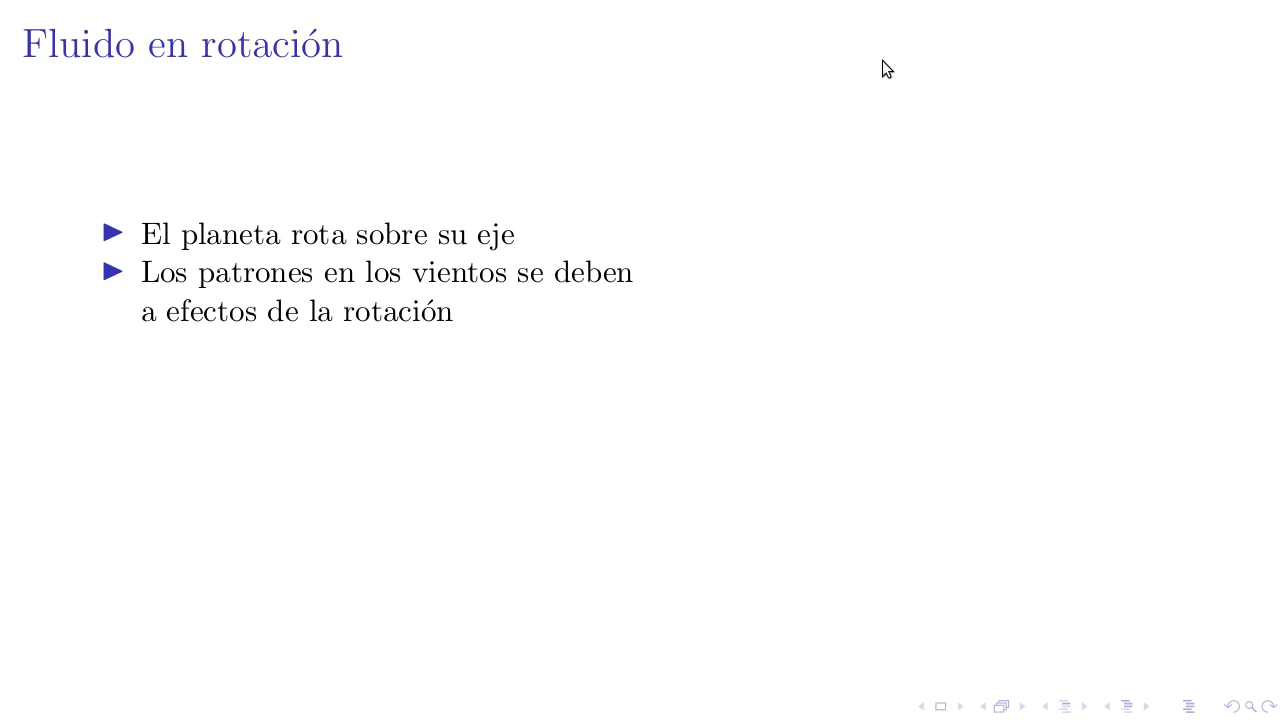 Fluido en rotación
El planeta rota sobre su eje
Los patrones en los vientos se deben
a efectos de la rotación